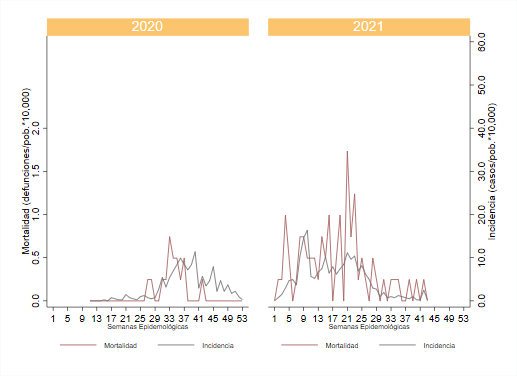 2020
2021
Mortalidad (defunciones/pob.*10,000)
0.0 0.5 1.0 1.5 2.0
Incidencia (casos/pob.*10,000)
0.0 10.0 20.0 30.0 40.0 50.0 60.0
1 5 9 13 17 21 25 29 33 37 41 45 49 53
1 5 9 13 17 21 25 29 33 37 41 45 49 53
Semanas Epidemológicas
Semanas Epidemológicas
Mortalidad Incidencia
Mortalidad Incidencia